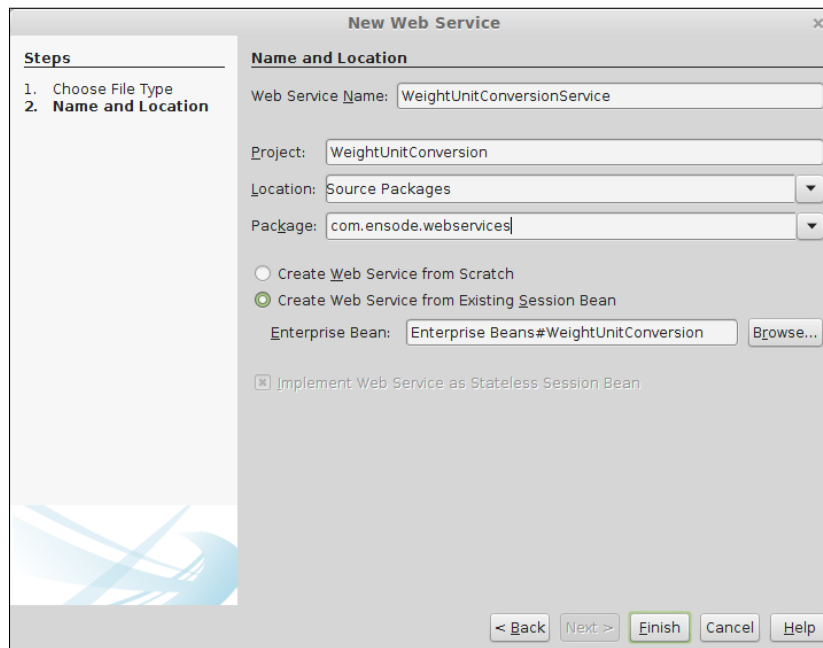 New Web Service
Steps
1. Choose File Type
2. Name and Location
Name and Location
Web Service Name: WeightUnitConversionService
Project: WeightUnitConversion
Location: Source Packages
Package: com.ensode.webservices
Create Web Service from Scratch
Create Web Service from Existing Session Bean
Enterprise Bean: Enterprise Beans#WeightUnitConversion Browse...
Implement Web Service as Stateless Session Bean
< Back Next > Finish Cancel Help